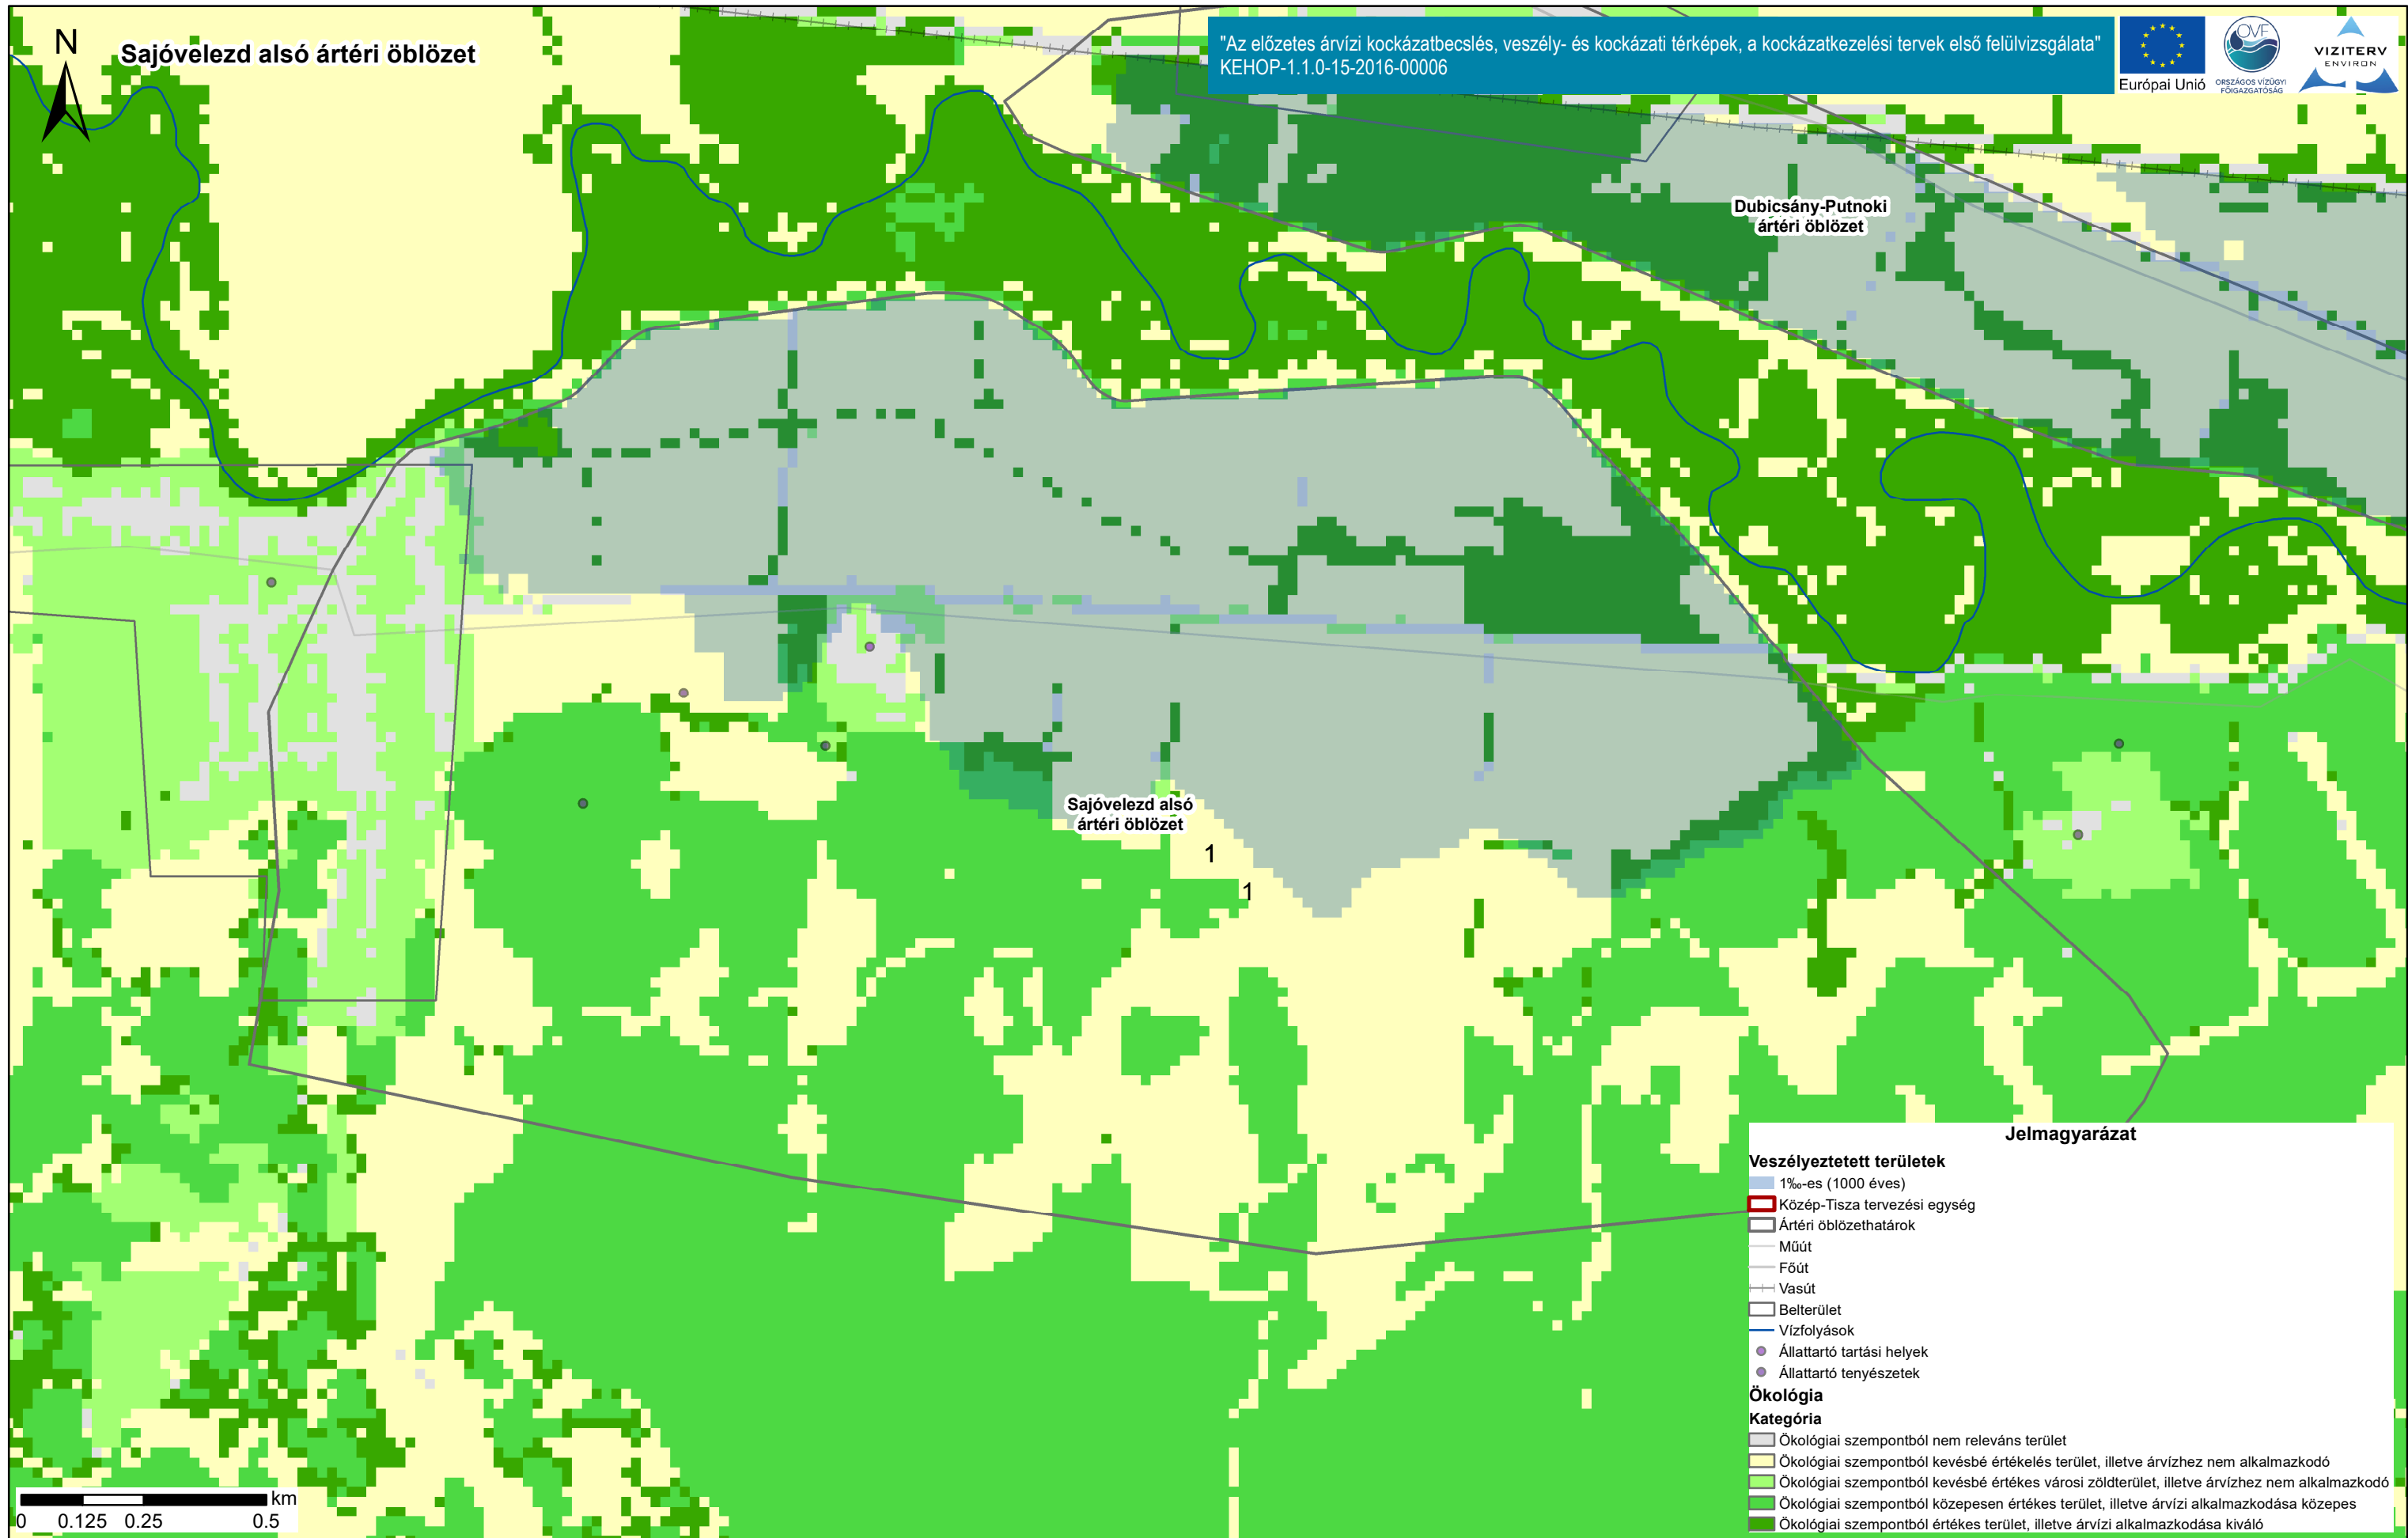 N
Sajóvelezd alsó ártéri öblözet
"Az előzetes árvízi kockázatbecslés, veszély- és kockázati térképek, a kockázatkezelési tervek első felülvizsgálata"
KEHOP-1.1.0-15-2016-00006
Európai Unió
OVF
ORSZÁGOS VÍZÜGYI
FŐIGAZGATÓSÁG
VIZITERV
ENVIRON
Dubicsány-Putnoki
ártéri öblözet
Sajóvelezd alsó
ártéri öblözet
1
1
Jelmagyarázat
Veszélyeztetett területek
1‰-es (1000 éves)
Közép-Tisza tervezési egység
Ártéri öblözethatárok
Műút
Főút
Vasút
Belterület
Vízfolyások
Állattartó tartási helyek
Állattartó tenyészetek
Ökológia
Kategória
Ökológiai szempontból nem releváns terület
Ökológiai szempontból kevésbé értékelés terület, illetve árvízhez nem alkalmazkodó
Ökológiai szempontból kevésbé értékes városi zöldterület, illetve árvízhez nem alkalmazkodó
Ökológiai szempontból közepesen értékes terület, illetve árvízi alkalmazkodása közepes
Ökológiai szempontból értékes terület, illetve árvízi alkalmazkodása kiváló
km
0 0.125 0.25 0.5